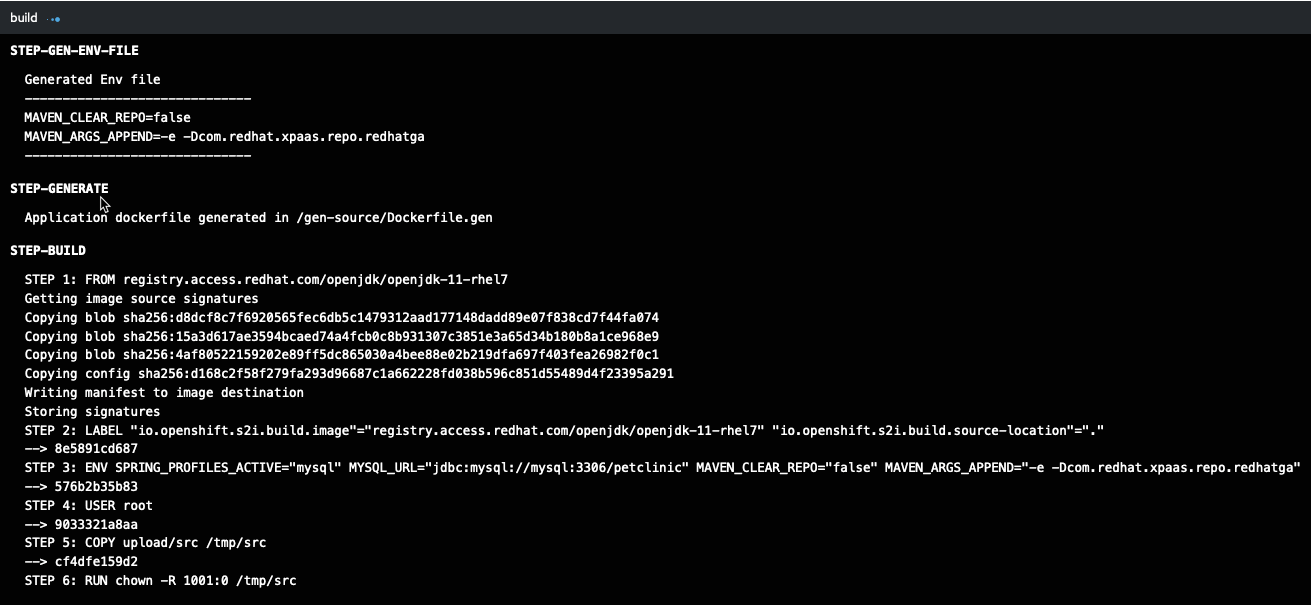 build
STEP-GEN-ENV-FILE
Generated Env file
------------------------------
MAVEN_CLEAR_REPO=false
MAVEN_ARGS_APPEND=-e -Dcom.redhat.xpaas.repo.redhatga
------------------------------
STEP-GENERATE
Application dockerfile generated in /gen-source/Dockerfile.gen
STEP-BUILD
STEP 1: FROM registry.access.redhat.com/openjdk/openjdk-11-rhel7
Getting image source signatures
Copying blob sha256:d8dcf8c7f6920565fec6db5c1479312aad177148dadd89e07f838cd7f44fa074
Copying blob sha256:15a3d617ae3594bcaed74a4fcb0c8b931307c3851e3a65d34b180b8a1ce968e9
Copying blob sha256:4af80522159202e89ff5dc865030a4bee88e02b219dfa697f403fea26982f0c1
Copying config sha256:d168c2f58f279fa293d96687c1a662228fd038b596c851d55489d4f23395a291
Writing manifest to image destination
Storing signatures
STEP 2: LABEL "io.openshift.s2i.build.image"="registry.access.redhat.com/openjdk/openjdk-11-rhel7" "io.openshift.s2i.build.source-location"="."
--> 8e5891cd687
STEP 3: ENV SPRING_PROFILES_ACTIVE="mysql" MYSQL_URL="jdbc:mysql://mysql:3306/petclinic" MAVEN_CLEAR_REPO="false" MAVEN_ARGS_APPEND="-e -Dcom.redhat.xpaas.repo.redhatga"
--> 576b2b35b83
STEP 4: USER root
--> 9033321a8aa
STEP 5: COPY upload/src /tmp/src
--> cf4dfe159d2
STEP 6: RUN chown -R 1001:0 /tmp/src